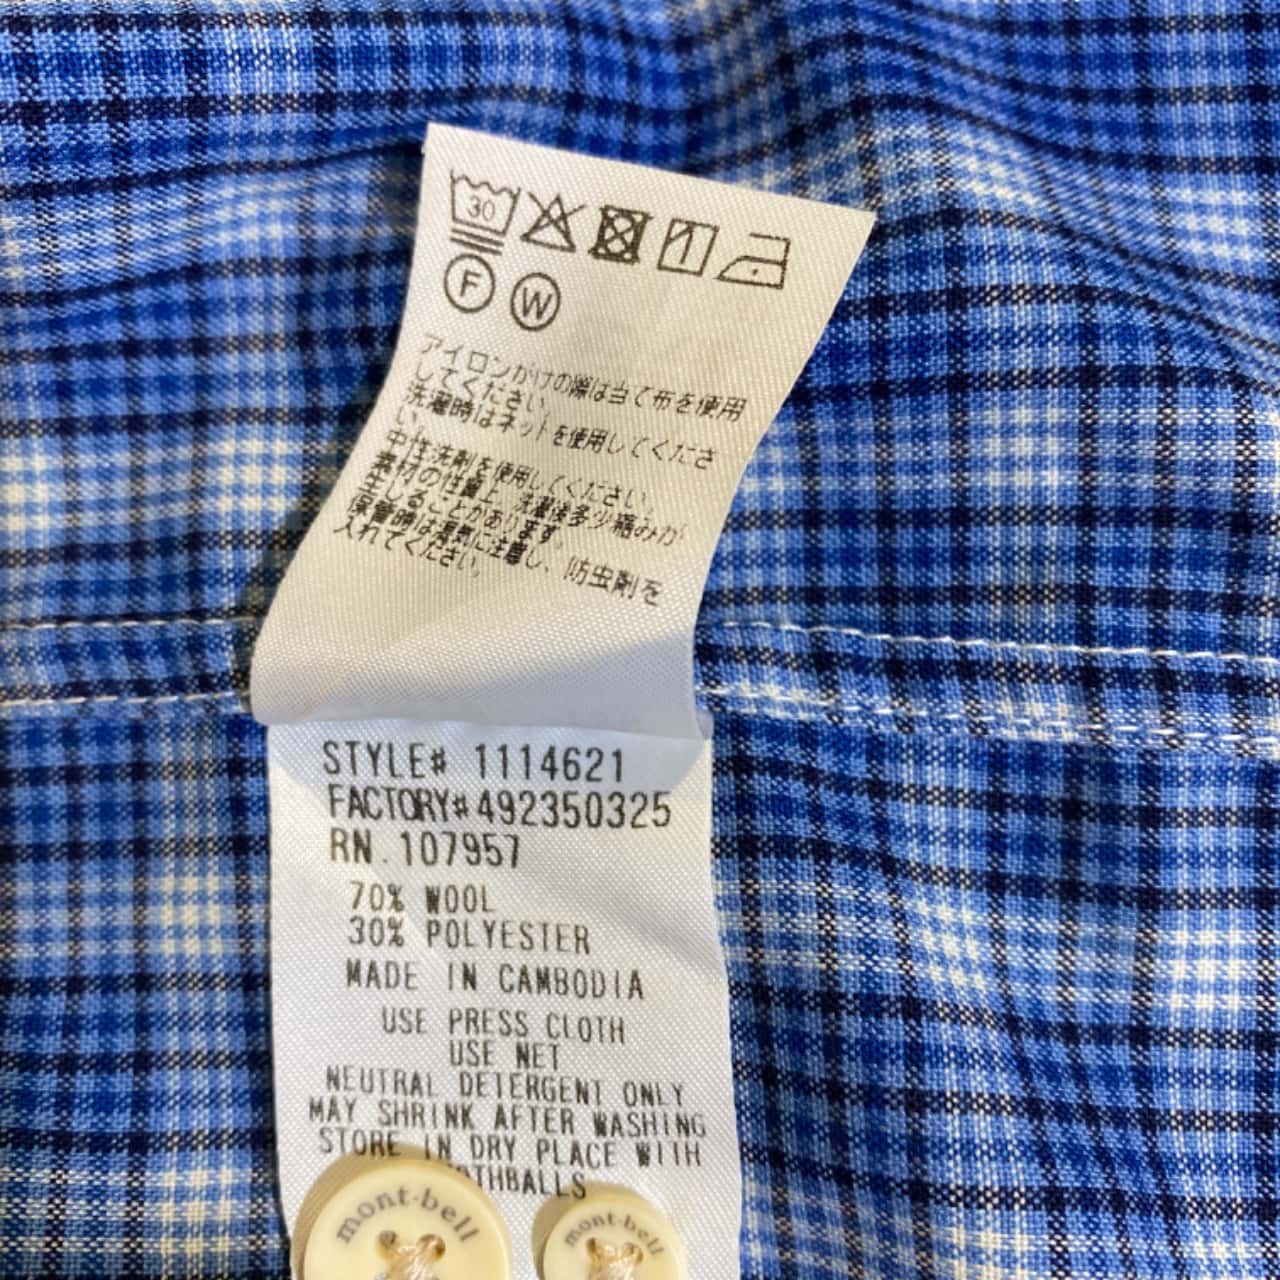 30
F W
アイロンがけの際は当て布を使用
してください
洗濯時はネットを使用してくださ
い.
中性洗剤を使用してください.
素材の性質上、洗濯後多少縮みが
生じることがあります.
保管時は湿気に注意し、防虫剤を
入れてください.
STYLE# 1114621
FACTORY#492350325
RN.107957
70% WOOL
30% POLYESTER
MADE IN CAMBODIA
USE PRESS CLOTH
USE NET
NEUTRAL DETERGENT ONLY
MAY SHRINK AFTER WASHING
STORE IN DRY PLACE WITH
THBALLS
mont-bell
mont-bell